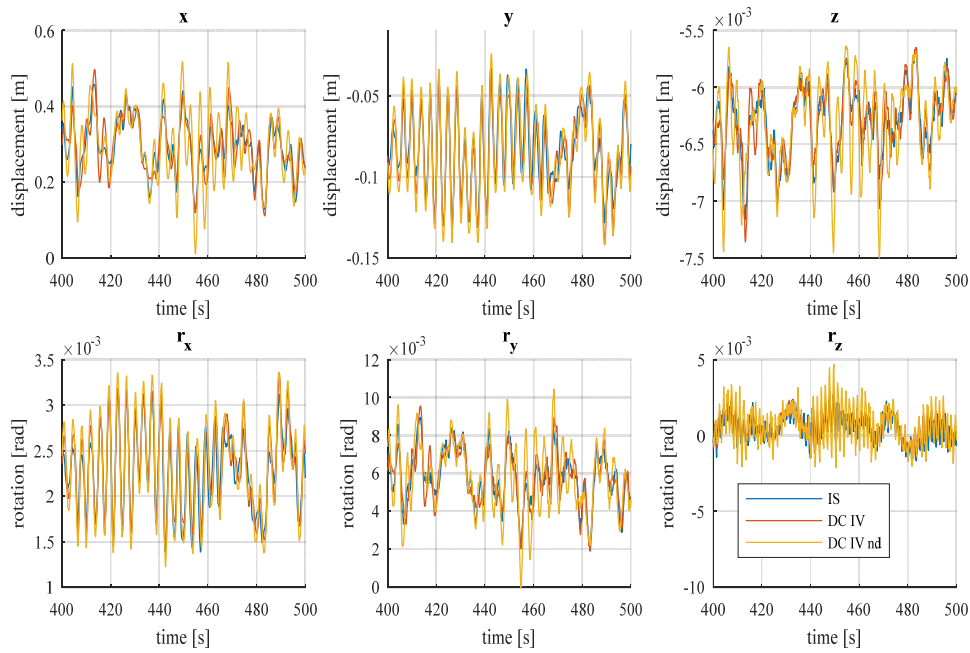 x
y
z
×10⁻³
0.6
0.4
0.2
0
displacement [m]
400 420 440 460 480 500
time [s]
-0.05
-0.1
-0.15
displacement [m]
400 420 440 460 480 500
time [s]
-5.5
-6
-6.5
-7
-7.5
displacement [m]
400 420 440 460 480 500
time [s]
r_x
r_y
r_z
×10⁻³
3.5
3
2.5
2
1.5
1
rotation [rad]
400 420 440 460 480 500
time [s]
×10⁻³
12
10
8
6
4
2
0
rotation [rad]
400 420 440 460 480 500
time [s]
×10⁻³
5
0
-5
-10
rotation [rad]
IS
DC IV
DC IV nd
400 420 440 460 480 500
time [s]